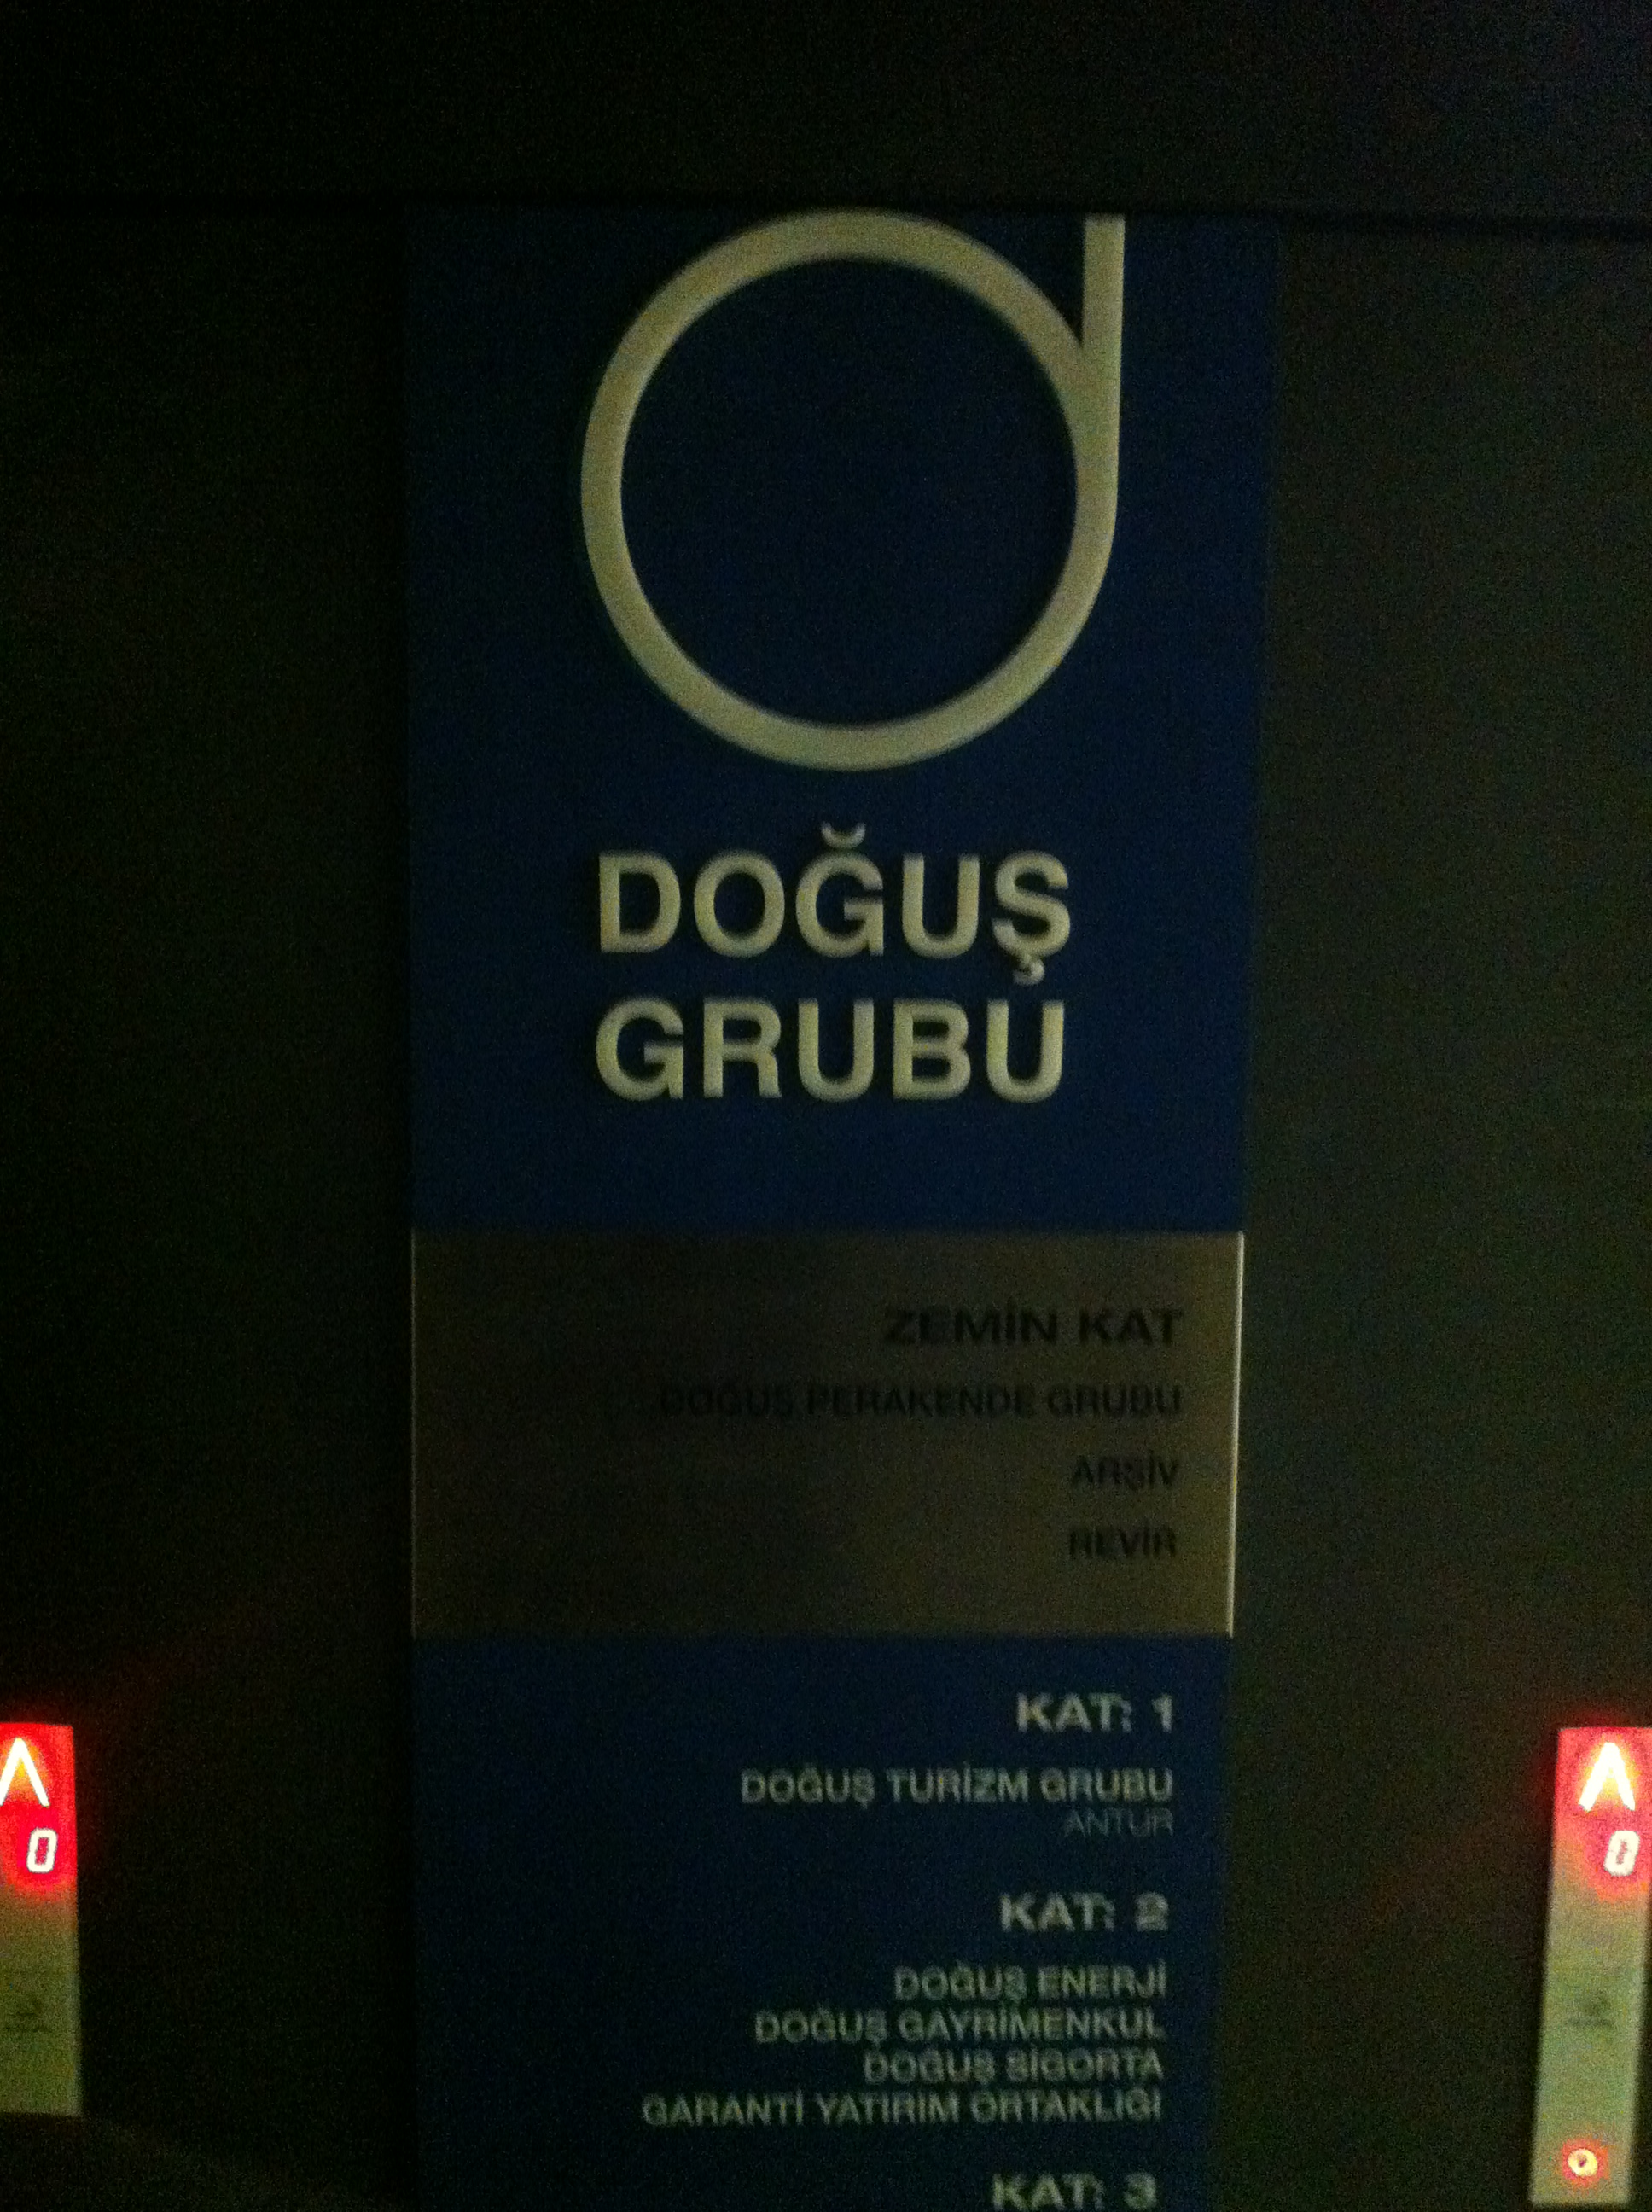 d
DOĞUŞ
GRUBU
ZEMİN KAT
DOĞUŞ PERAKENDE GRUBU
ARŞİV
REVİR
KAT: 1
DOĞUŞ TURİZM GRUBU
ANTUR
0
0
KAT: 2
DOĞUŞ ENERJİ
DOĞUŞ GAYRİMENKUL
DOĞUŞ SİGORTA
GARANTİ YATIRIM ORTAKLIĞI
KAT: 3